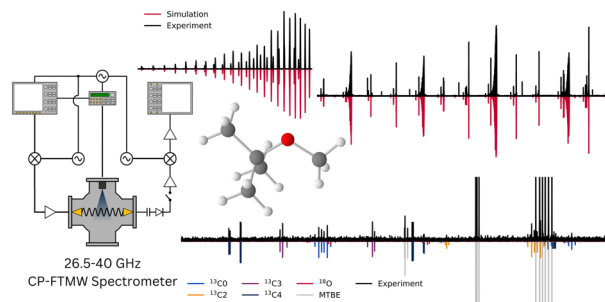 Simulation
Experiment
26.5-40 GHz
CP-FTMW Spectrometer
¹³C0 ¹³C3 ¹⁸O Experiment
¹³C2 ¹³C4 MTBE